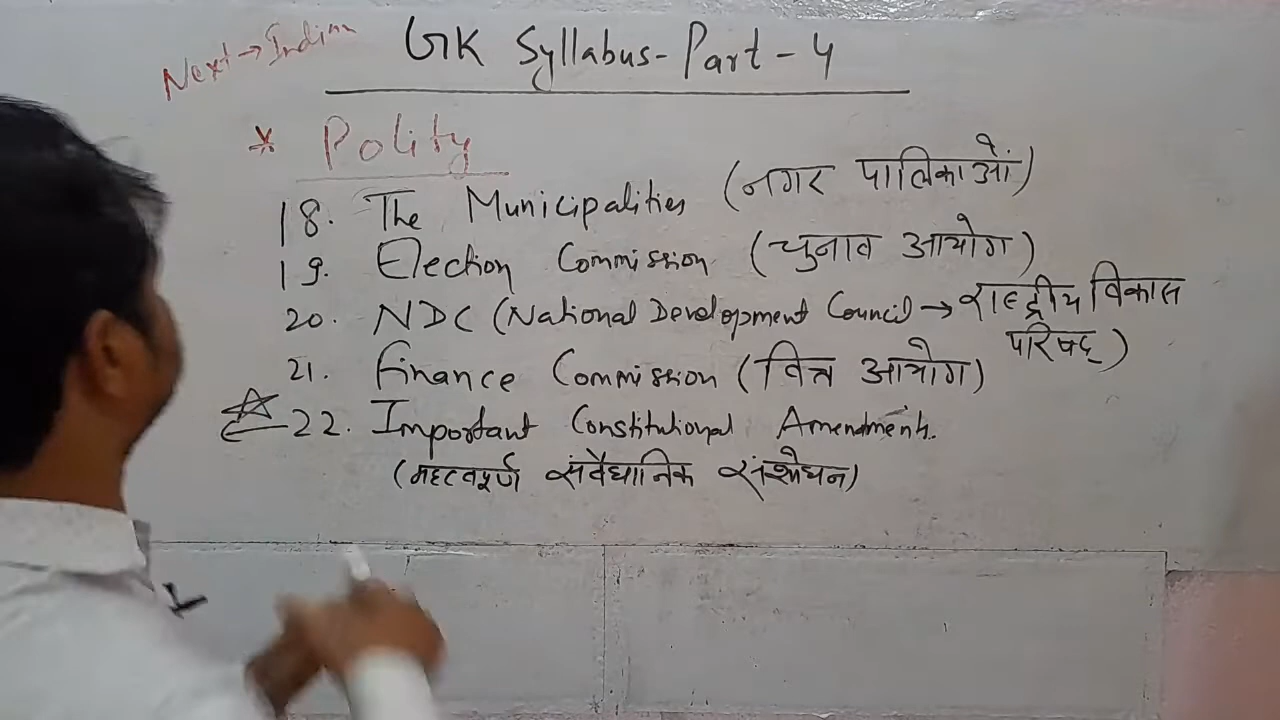 Next → Indian
GK Syllabus - Part - 4
* Polity
18. The Municipalities (नगर पालिकाओं)
19. Election Commission (चुनाव आयोग)
20. NDC (National Development Council → राष्ट्रीय विकास
परिषद)
21. Finance Commission (वित्त आयोग)
22. Important Constitutional Amendments.
(महत्वपूर्ण संवैधानिक संशोधन)